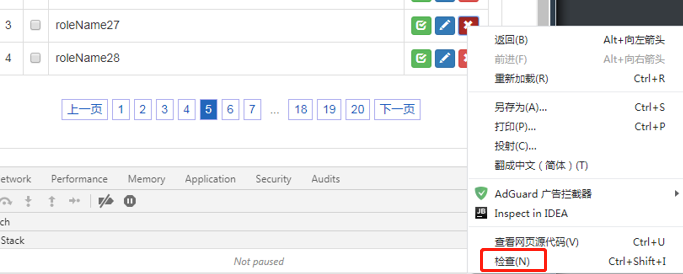 3 roleName27
4 roleName28
上一页 1 2 3 4 5 6 7 ... 18 19 20 下一页
etwork Performance Memory Application Security Audits
ch
Stack
Not paused
返回(B) Alt+向左箭头
前进(F) Alt+向右箭头
重新加载(R) Ctrl+R
另存为(A)... Ctrl+S
打印(P)... Ctrl+P
投射(C)...
翻成中文（简体）(T)
AdGuard 广告拦截器
JB Inspect in IDEA
查看网页源代码(V) Ctrl+U
检查(N) Ctrl+Shift+I